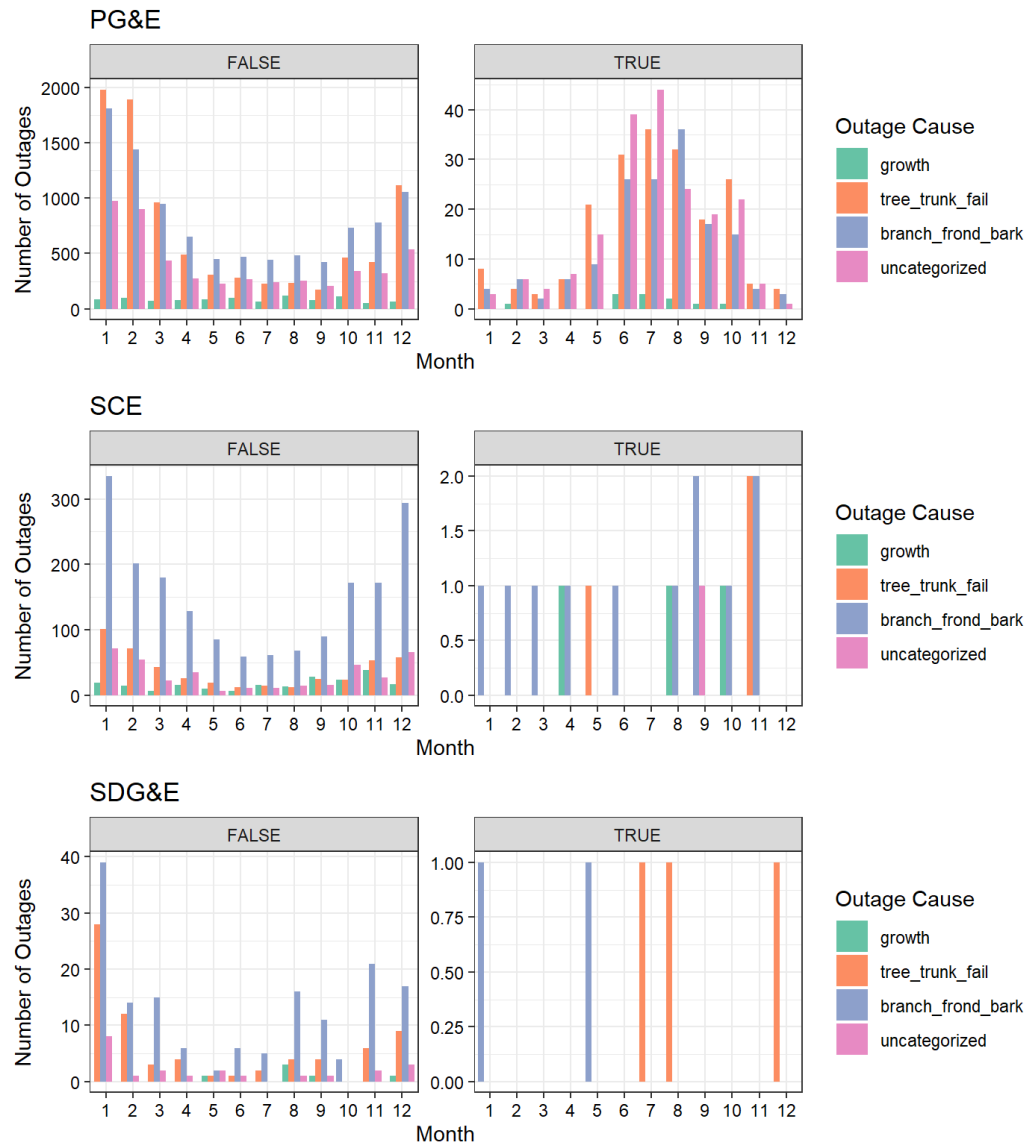 PG&E
FALSE
TRUE
Number of Outages
2000
1500
1000
500
0
1 2 3 4 5 6 7 8 9 10 11 12
40
30
20
10
0
1 2 3 4 5 6 7 8 9 10 11 12
Month
Outage Cause
growth
tree_trunk_fail
branch_frond_bark
uncategorized
SCE
FALSE
TRUE
Number of Outages
300
200
100
0
1 2 3 4 5 6 7 8 9 10 11 12
2.0
1.5
1.0
0.5
0.0
1 2 3 4 5 6 7 8 9 10 11 12
Month
Outage Cause
growth
tree_trunk_fail
branch_frond_bark
uncategorized
SDG&E
FALSE
TRUE
Number of Outages
40
30
20
10
0
1 2 3 4 5 6 7 8 9 10 11 12
1.00
0.75
0.50
0.25
0.00
1 2 3 4 5 6 7 8 9 10 11 12
Month
Outage Cause
growth
tree_trunk_fail
branch_frond_bark
uncategorized